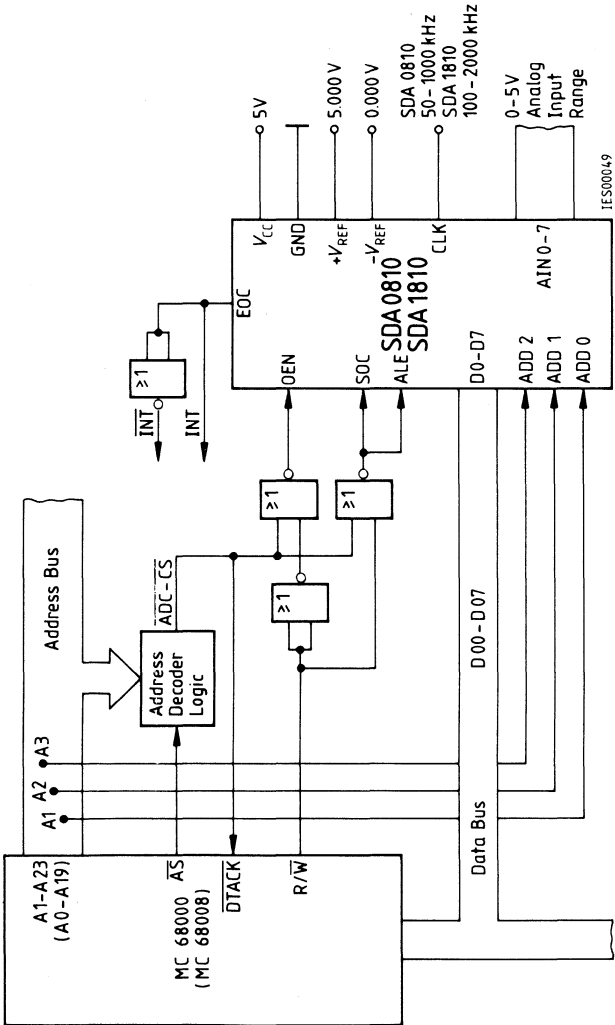 Address Bus
A3
A2
A1
A1-A23
(A0-A19)
Address
Decoder
Logic
ADC-CS
AS
MC 68000
(MC 68008)
DTACK
R/W
≥1
≥1
≥1
≥1
INT
INT
EOC
OEN
SOC
ALE
SDA 0810
SDA 1810
D0-D7
ADD 2
ADD 1
ADD 0
VCC
GND
+VREF
-VREF
CLK
AIN 0-7
5V
5.000 V
0.000 V
SDA 0810
50-1000 kHz
SDA 1810
100-2000 kHz
0-5V
Analog
Input
Range
Data Bus
D00-D07
IES00049